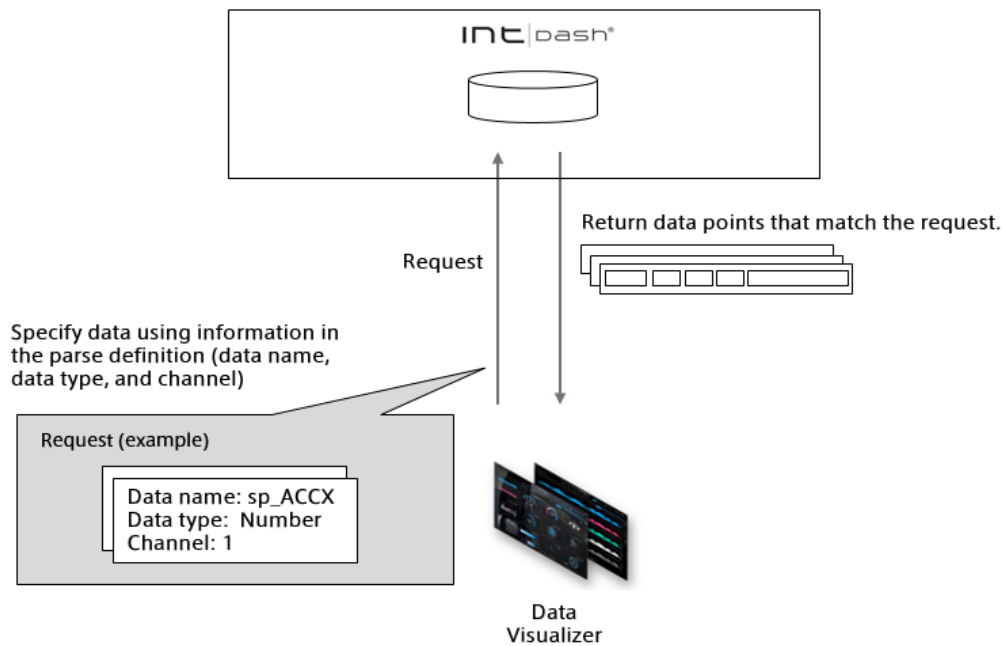 INt|DasH®
Return data points that match the request.
Request
Specify data using information in
the parse definition (data name,
data type, and channel)
Request (example)
Data name: sp_ACCX
Data type:  Number
Channel: 1
Data
Visualizer